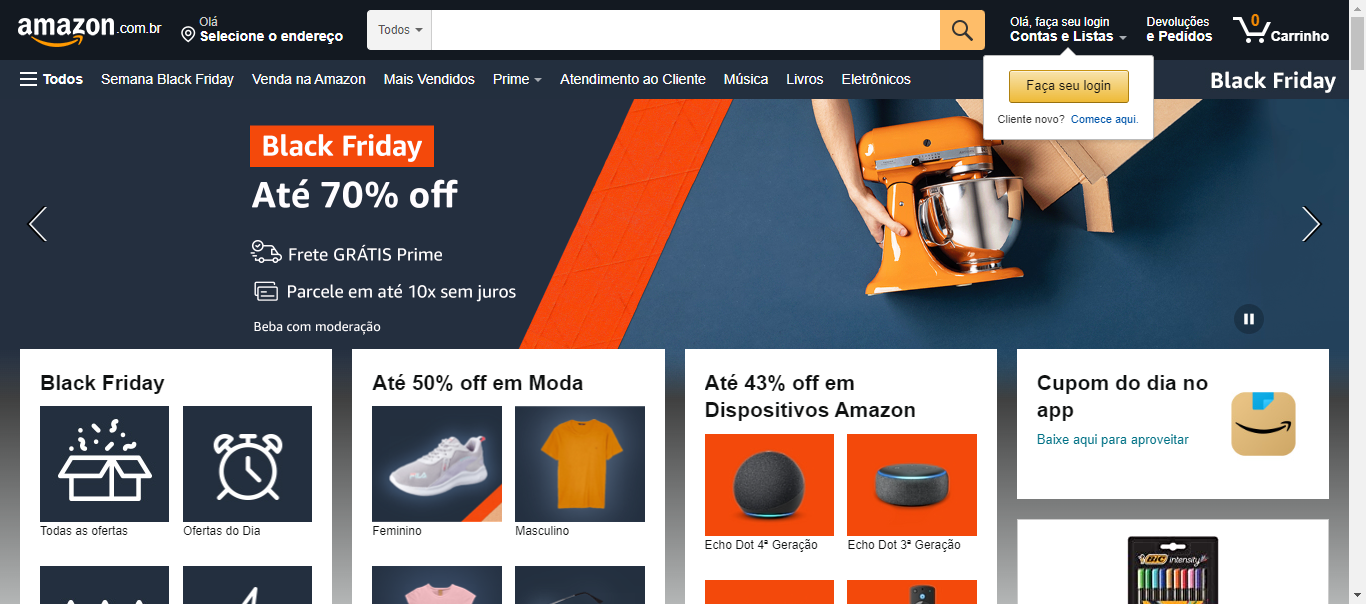 amazon.com.br
Olá
Selecione o endereço
Todos
Olá, faça seu login
Contas e Listas
Devoluções
e Pedidos
0
Carrinho
Todos
Semana Black Friday
Venda na Amazon
Mais Vendidos
Prime
Atendimento ao Cliente
Música
Livros
Eletrônicos
Black Friday
Faça seu login
Cliente novo? Comece aqui.
Black Friday
Até 70% off
Frete GRÁTIS Prime
Parcele em até 10x sem juros
Beba com moderação
Black Friday
Todas as ofertas
Ofertas do Dia
Até 50% off em Moda
FILA
Feminino
Masculino
Até 43% off em
Dispositivos Amazon
Echo Dot 4ª Geração
Echo Dot 3ª Geração
Cupom do dia no
app
Baixe aqui para aproveitar
BIC intensity